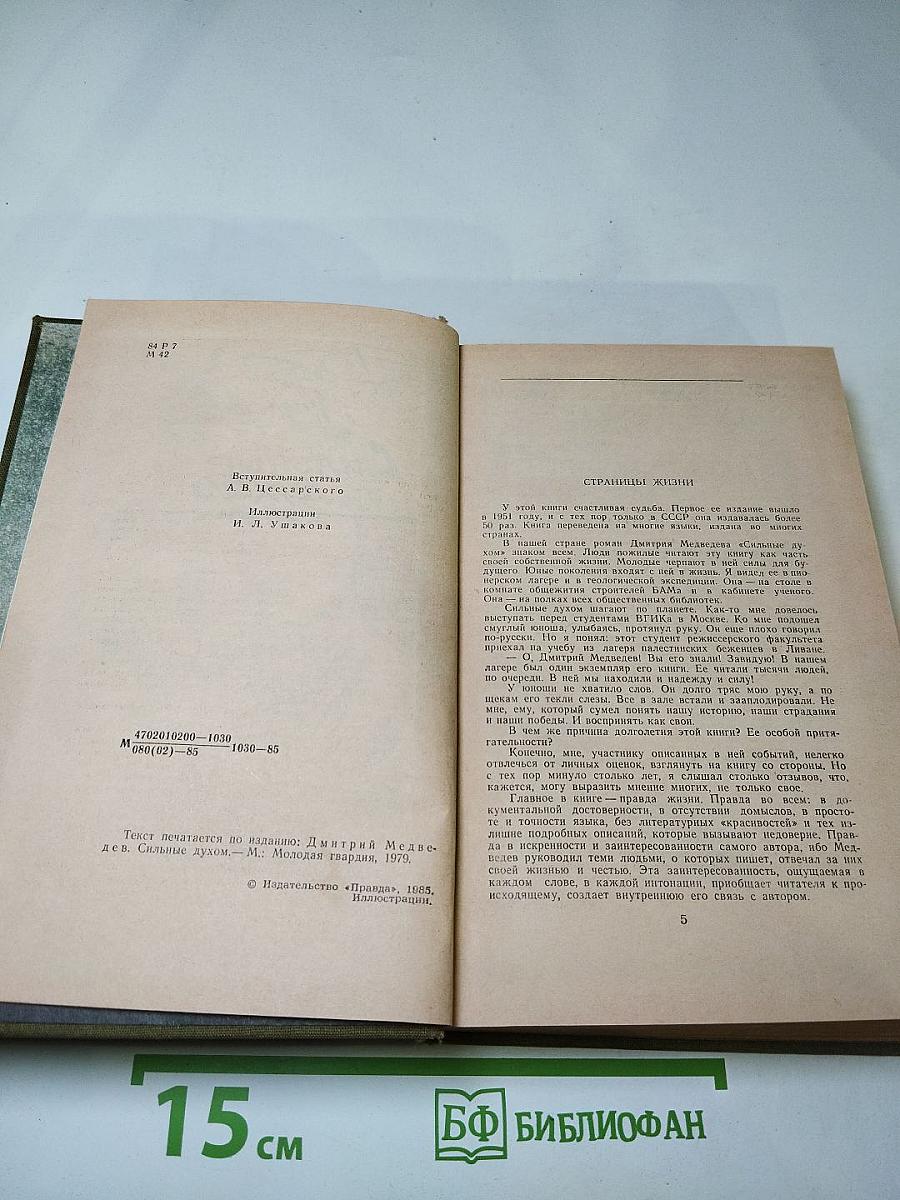 84 Р 7
М 42
Вступительная статья
А. В. Цессарского
Иллюстрации
И. Л. Ушакова
М 4702010200—1030
080(02)—85 1030—85
Текст печатается по изданию: Дмитрий Медве-
дев. Сильные духом.— М.: Молодая гвардия, 1979.
© Издательство «Правда», 1985.
Иллюстрации.
СТРАНИЦЫ ЖИЗНИ
У этой книги счастливая судьба. Первое ее издание вышло
в 1951 году, и с тех пор только в СССР она издавалась более
50 раз. Книга переведена на многие языки, издана во многих
странах.
В нашей стране роман Дмитрия Медведева «Сильные ду-
хом» знаком всем. Люди пожилые читают эту книгу как часть
своей собственной жизни. Молодые черпают в ней силы для бу-
дущего. Юные поколения входят с ней в жизнь. Я видел ее в пио-
нерском лагере и в геологической экспедиции. Она — на столе в
комнате общежития строителей БАМа и в кабинете ученого.
Она — на полках всех общественных библиотек.
Сильные духом шагают по планете. Как-то мне довелось
выступать перед студентами ВГИКа в Москве. Ко мне подошел
смуглый юноша, улыбаясь, протянул руку. Он еще плохо говорил
по-русски. Но я понял: этот студент режиссерского факультета
приехал на учебу из лагеря палестинских беженцев в Ливане.
— О, Дмитрий Медведев! Вы его знали! Завидую! В нашем
лагере был один экземпляр его книги. Ее читали тысячи людей,
по очереди. В ней мы находили и надежду и силу!
У юноши не хватило слов. Он долго тряс мою руку, а по
щекам его текли слезы. Все в зале встали и зааплодировали. Не
мне, ему, который сумел понять нашу историю, наши страдания
и наши победы. И воспринять как свои.
В чем же причина долголетия этой книги? Ее особой притя-
гательности?
Конечно, мне, участнику описанных в ней событий, нелегко
отвлечься от личных оценок, взглянуть на книгу со стороны. Но
с тех пор минуло столько лет, я слышал столько отзывов, что,
кажется, могу выразить мнение многих, не только свое.
Главное в книге — правда жизни. Правда во всем: в до-
кументальной достоверности, в отсутствии домыслов, в просто-
те и точности языка, без литературных «красивостей» и тех из-
лишне подробных описаний, которые вызывают недоверие. Прав-
да в искренности и заинтересованности самого автора, ибо Мед-
ведев руководил теми людьми, о которых пишет, отвечал за них
своей жизнью и честью. Эта заинтересованность, ощущаемая в
каждом слове, в каждой интонации, приобщает читателя к про-
исходящему, создает внутреннюю его связь с автором.
5
15 см
БФ БИБЛИОФАН